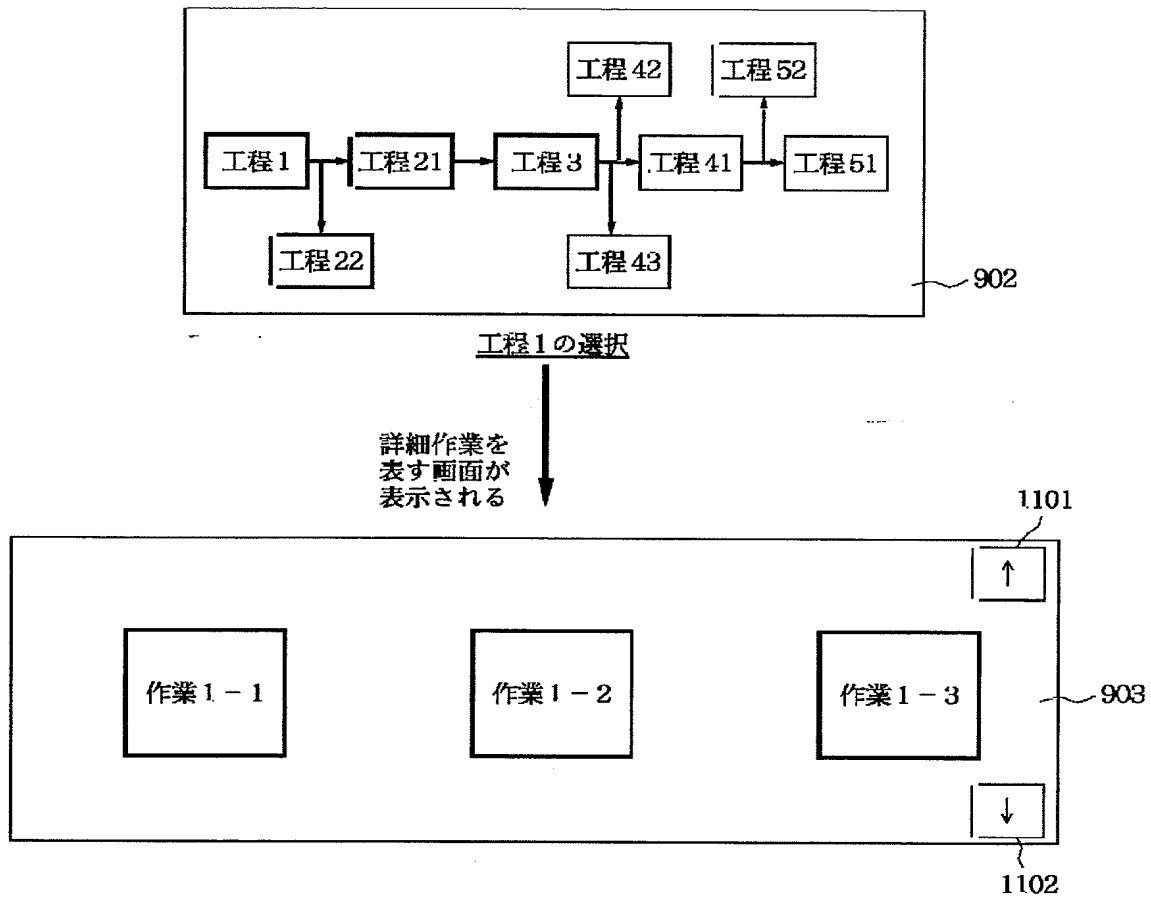 工程42
工程52
工程1
工程21
工程3
工程41
工程51
工程22
工程43
902
工程1の選択
詳細作業を
表す画面が
表示される
1101
↑
作業1-1
作業1-2
作業1-3
903
↓
1102